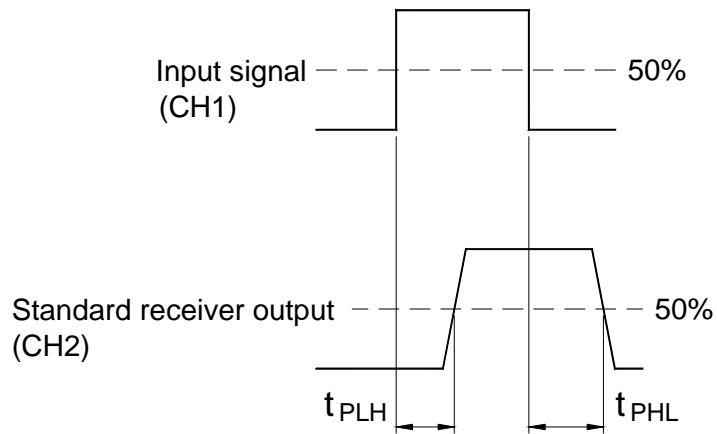 Input signal
(CH1)
50%
Standard receiver output
(CH2)
50%
tPLH
tPHL